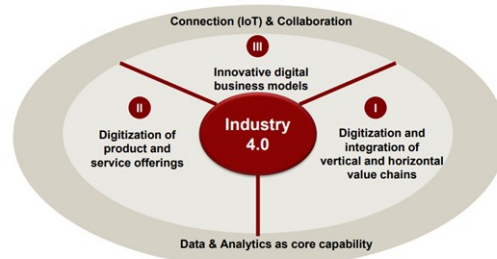 Connection (IoT) & Collaboration
III
Innovative digital
business models
II
Digitization of
product and
service offerings
Industry
4.0
I
Digitization and
integration of
vertical and horizontal
value chains
Data & Analytics as core capability